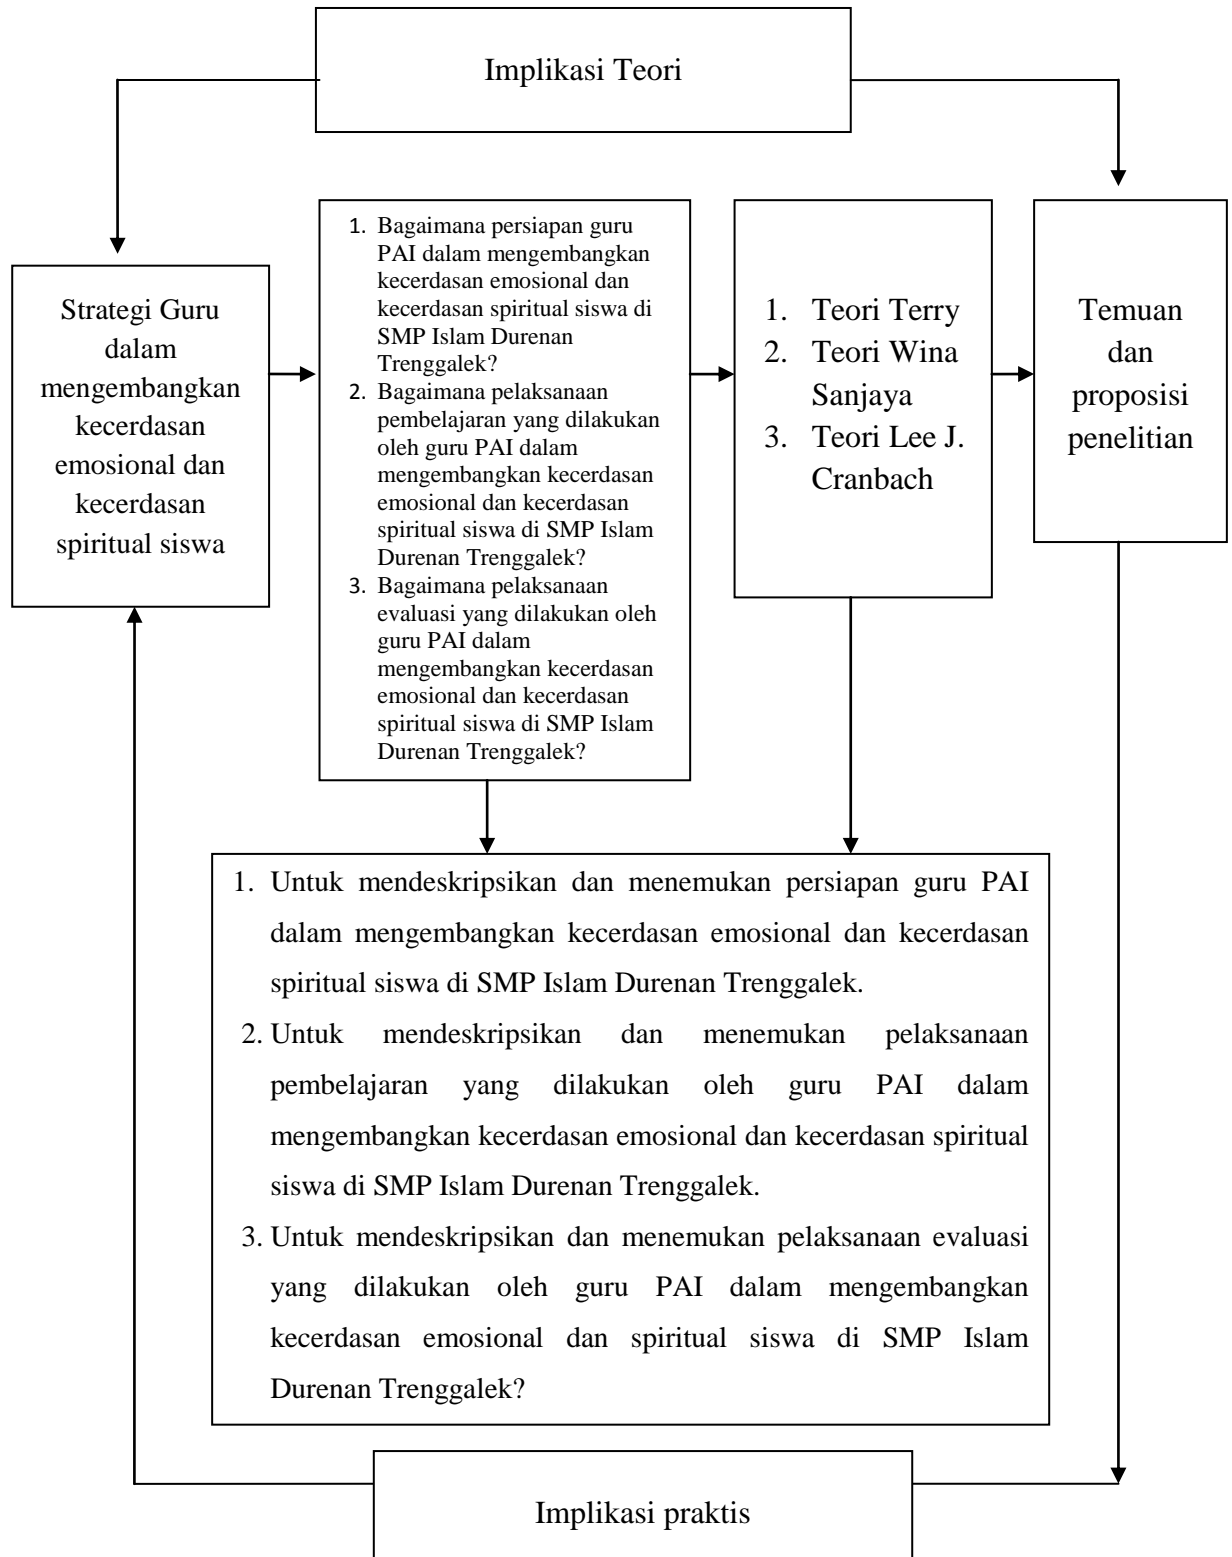 Implikasi Teori
Strategi Guru
dalam
mengembangkan
kecerdasan
emosional dan
kecerdasan
spiritual siswa
1. Bagaimana persiapan guru
PAI dalam mengembangkan
kecerdasan emosional dan
kecerdasan spiritual siswa di
SMP Islam Durenan
Trenggalek?
2. Bagaimana pelaksanaan
pembelajaran yang dilakukan
oleh guru PAI dalam
mengembangkan kecerdasan
emosional dan kecerdasan
spiritual siswa di SMP Islam
Durenan Trenggalek?
3. Bagaimana pelaksanaan
evaluasi yang dilakukan oleh
guru PAI dalam
mengembangkan kecerdasan
emosional dan kecerdasan
spiritual siswa di SMP Islam
Durenan Trenggalek?
1. Teori Terry
2. Teori Wina
Sanjaya
3. Teori Lee J.
Cranbach
Temuan
dan
proposisi
penelitian
1. Untuk mendeskripsikan dan menemukan persiapan guru PAI
dalam mengembangkan kecerdasan emosional dan kecerdasan
spiritual siswa di SMP Islam Durenan Trenggalek.
2. Untuk mendeskripsikan dan menemukan pelaksanaan
pembelajaran yang dilakukan oleh guru PAI dalam
mengembangkan kecerdasan emosional dan kecerdasan spiritual
siswa di SMP Islam Durenan Trenggalek.
3. Untuk mendeskripsikan dan menemukan pelaksanaan evaluasi
yang dilakukan oleh guru PAI dalam mengembangkan
kecerdasan emosional dan spiritual siswa di SMP Islam
Durenan Trenggalek?
Implikasi praktis